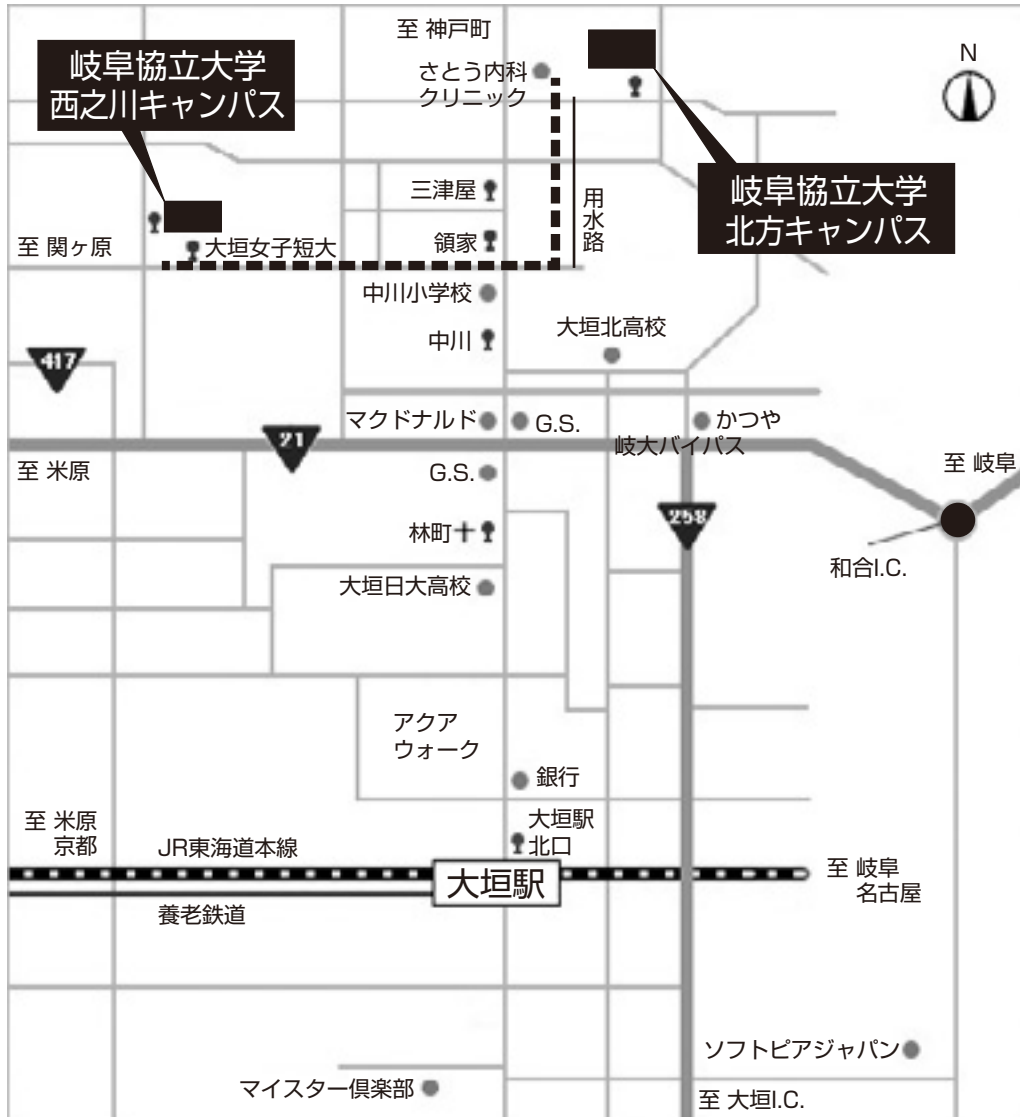 至 神戸町
岐阜協立大学
西之川キャンパス
さとう内科
クリニック
N
岐阜協立大学
北方キャンパス
三津屋
用水路
至 関ヶ原
大垣女子短大
領家
中川小学校
中川
大垣北高校
417
マクドナルド
G.S.
かつや
21
岐大バイパス
至 米原
G.S.
至 岐阜
258
林町
和合I.C.
大垣日大高校
アクア
ウォーク
銀行
至 米原
京都
JR東海道本線
大垣駅
北口
大垣駅
至 岐阜
名古屋
養老鉄道
ソフトピアジャパン
マイスター倶楽部
至 大垣I.C.